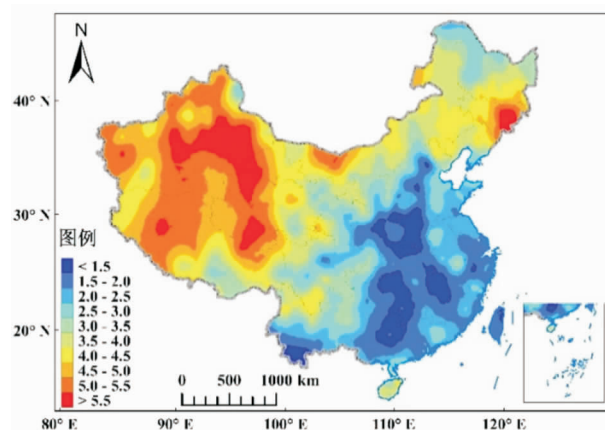 N
40° N
30° N
20° N
图例
< 1.5
1.5 - 2.0
2.0 - 2.5
2.5 - 3.0
3.0 - 3.5
3.5 - 4.0
4.0 - 4.5
4.5 - 5.0
5.0 - 5.5
> 5.5
0 500 1000 km
80° E 90° E 100° E 110° E 120° E